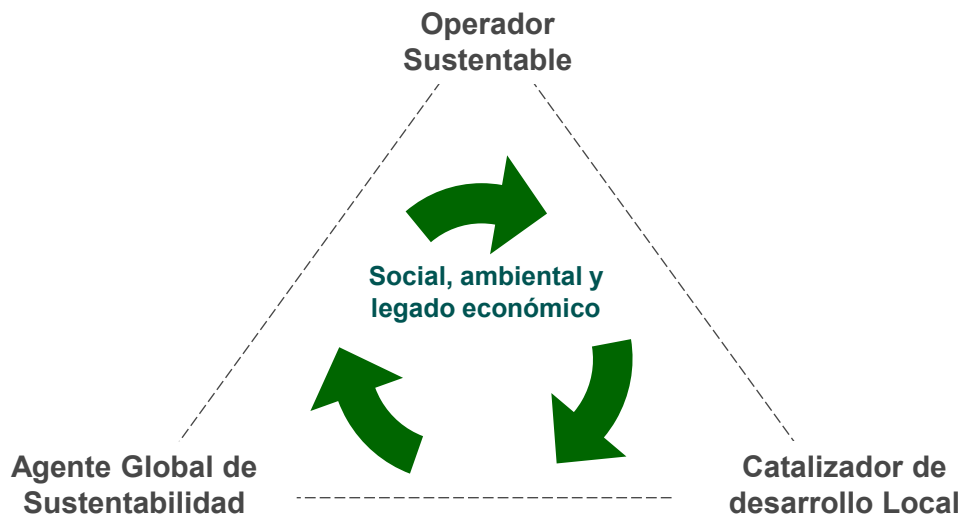 Operador
Sustentable
Social, ambiental y
legado económico
Agente Global de
Sustentabilidad
Catalizador de
desarrollo Local